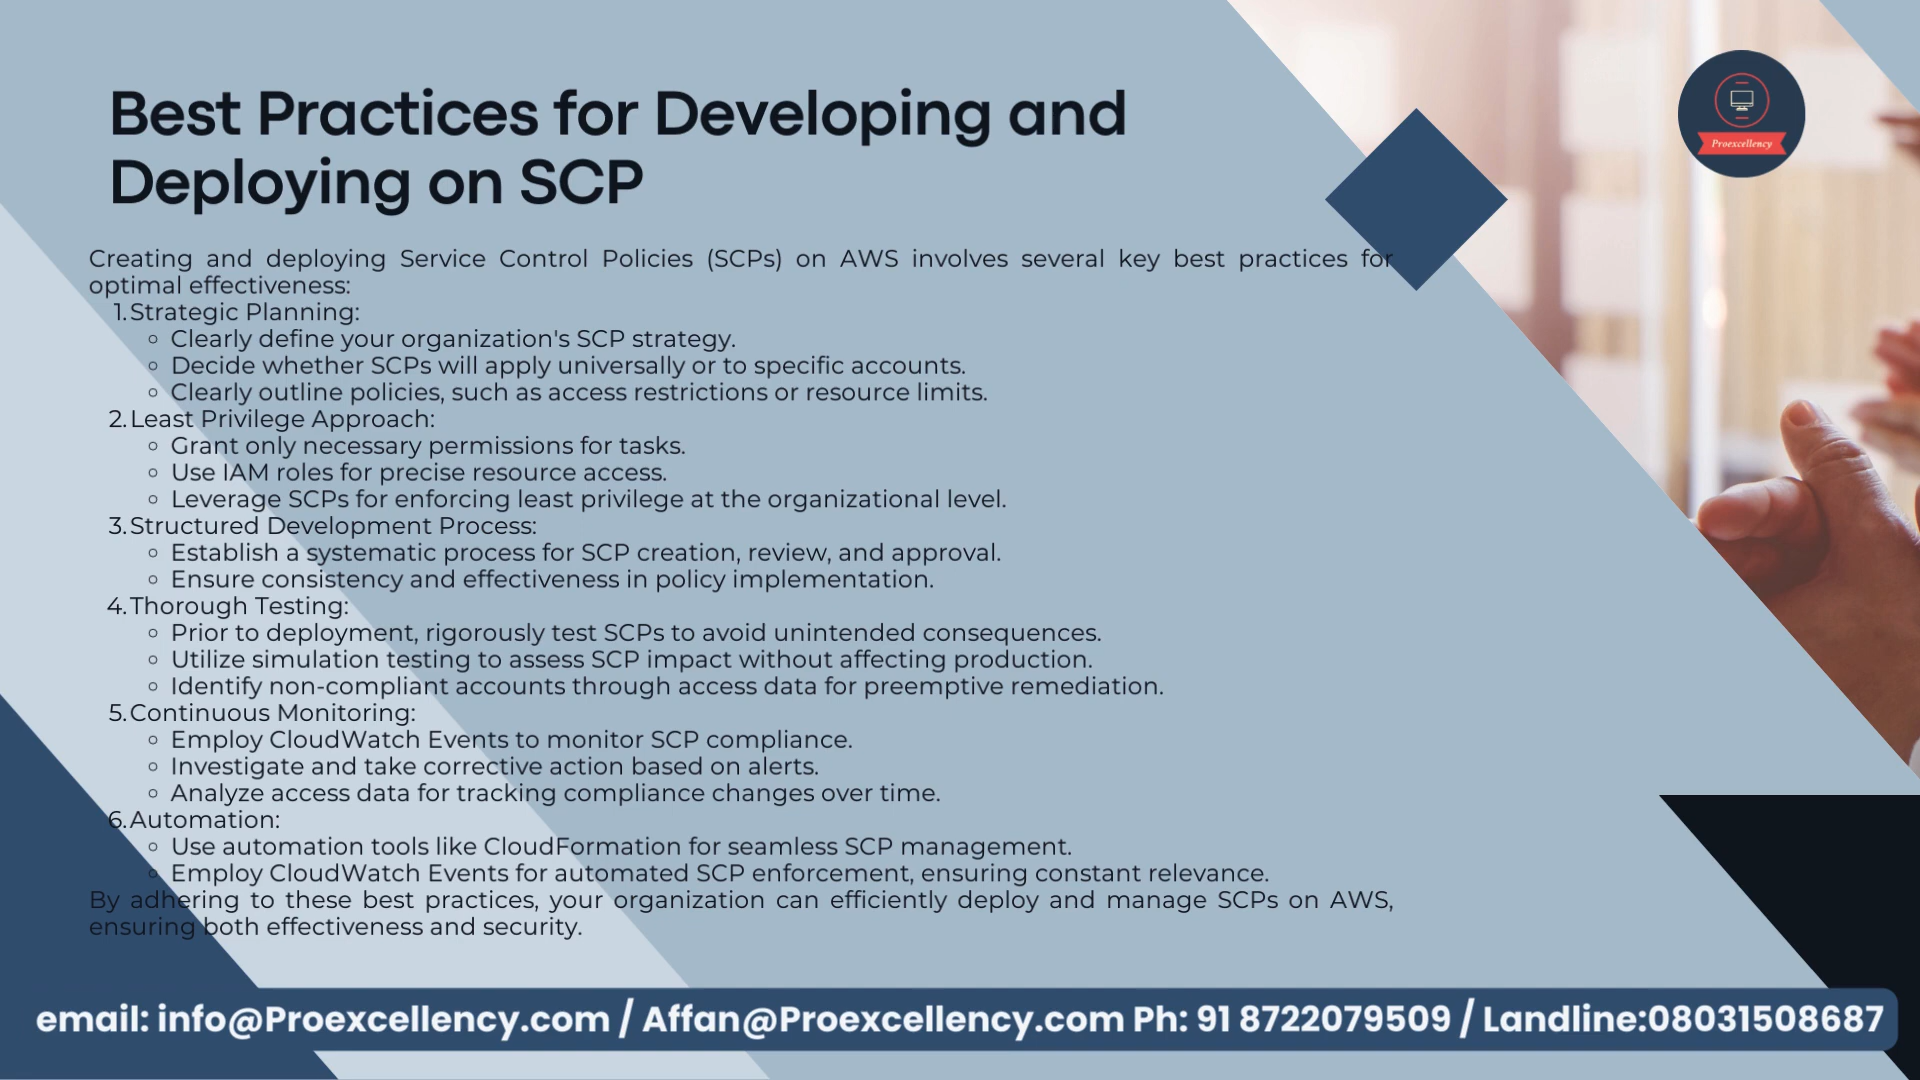 Best Practices for Developing and
Deploying on SCP
Proexcellency
Creating and deploying Service Control Policies (SCPs) on AWS involves several key best practices for
optimal effectiveness:
1. Strategic Planning:
◦ Clearly define your organization's SCP strategy.
◦ Decide whether SCPs will apply universally or to specific accounts.
◦ Clearly outline policies, such as access restrictions or resource limits.
2. Least Privilege Approach:
◦ Grant only necessary permissions for tasks.
◦ Use IAM roles for precise resource access.
◦ Leverage SCPs for enforcing least privilege at the organizational level.
3. Structured Development Process:
◦ Establish a systematic process for SCP creation, review, and approval.
◦ Ensure consistency and effectiveness in policy implementation.
4. Thorough Testing:
◦ Prior to deployment, rigorously test SCPs to avoid unintended consequences.
◦ Utilize simulation testing to assess SCP impact without affecting production.
◦ Identify non-compliant accounts through access data for preemptive remediation.
5. Continuous Monitoring:
◦ Employ CloudWatch Events to monitor SCP compliance.
◦ Investigate and take corrective action based on alerts.
◦ Analyze access data for tracking compliance changes over time.
6. Automation:
◦ Use automation tools like CloudFormation for seamless SCP management.
◦ Employ CloudWatch Events for automated SCP enforcement, ensuring constant relevance.
By adhering to these best practices, your organization can efficiently deploy and manage SCPs on AWS,
ensuring both effectiveness and security.
email: info@Proexcellency.com / Affan@Proexcellency.com Ph: 91 8722079509 / Landline:08031508687